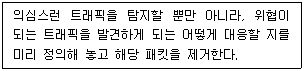 의심스런 트래픽을 탐지할 뿐만 아니라, 위협이
되는 트래픽을 발견하게 되는 어떻게 대응할 지를
미리 정의해 놓고 해당 패킷을 제거한다.